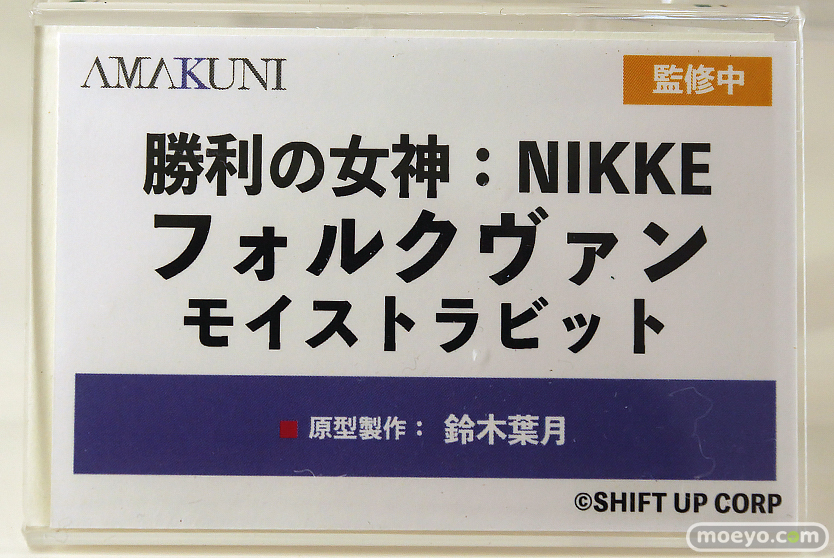 AMAKUNI
監修中
勝利の女神：NIKKE
フォルクヴァン
モイストラビット
■原型製作： 鈴木葉月
©SHIFT UP CORP
moeyo.com